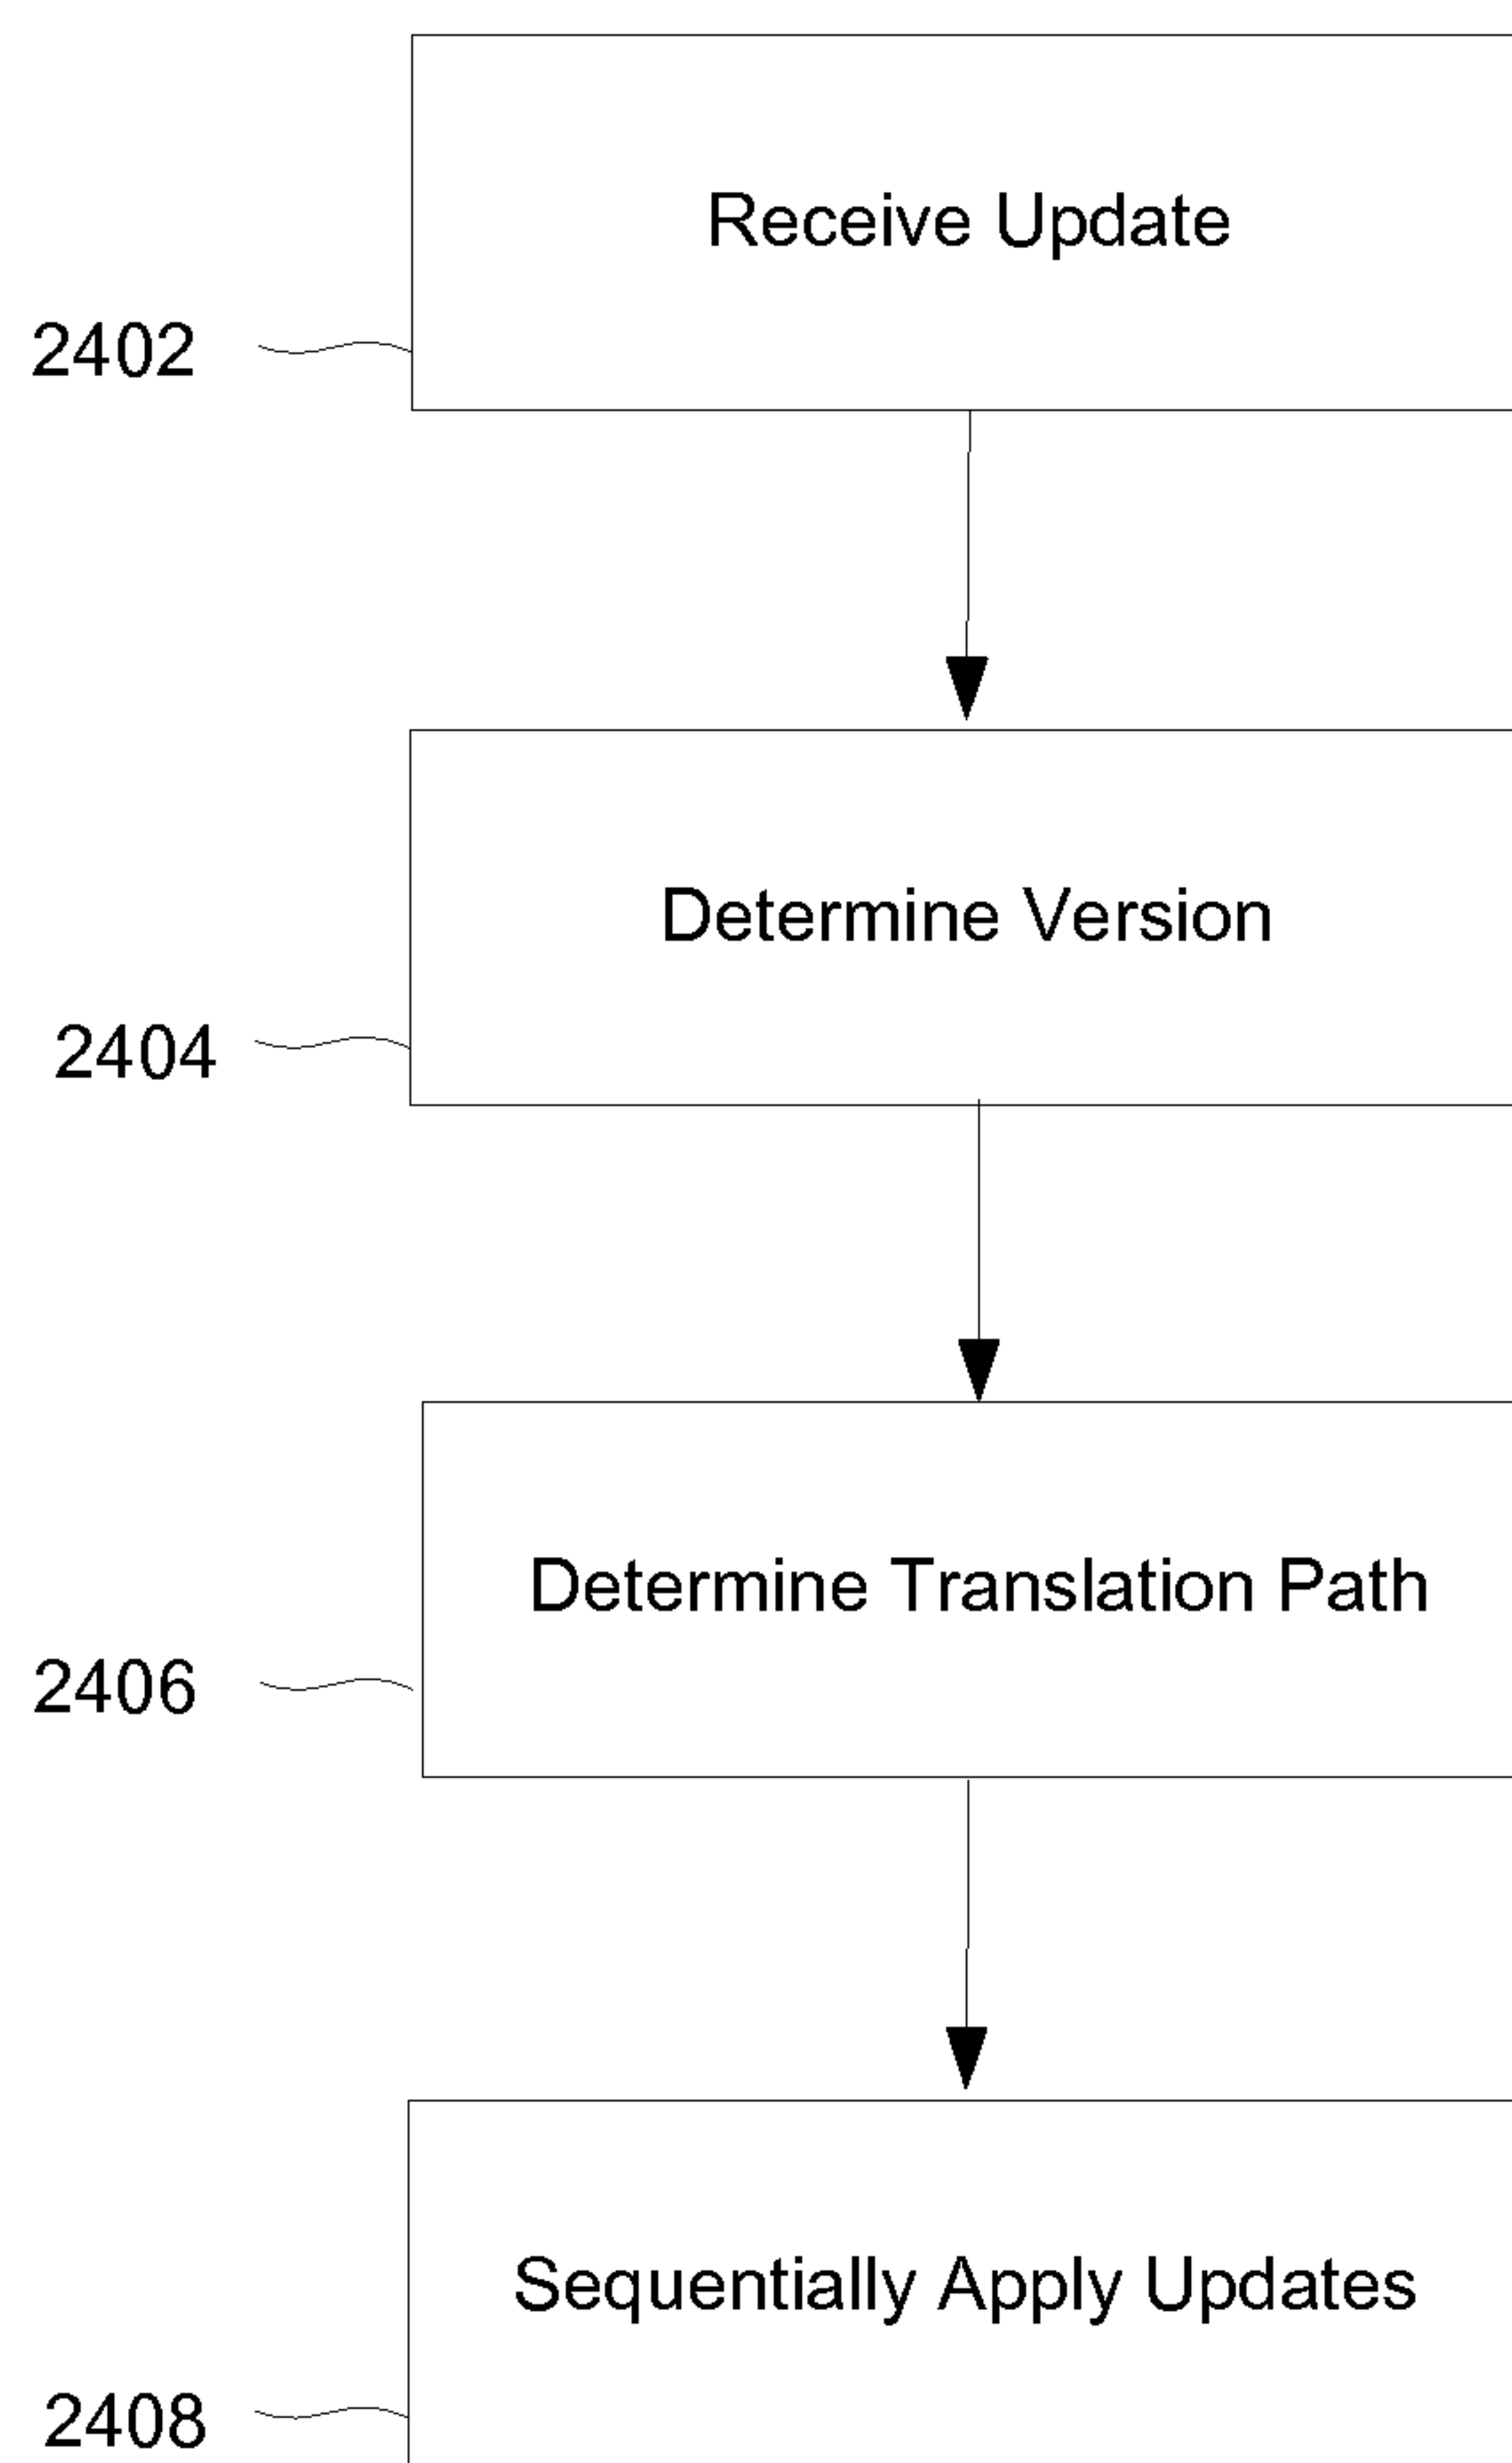 Receive Update
2402
Determine Version
2404
Determine Translation Path
2406
Sequentially Apply Updates
2408